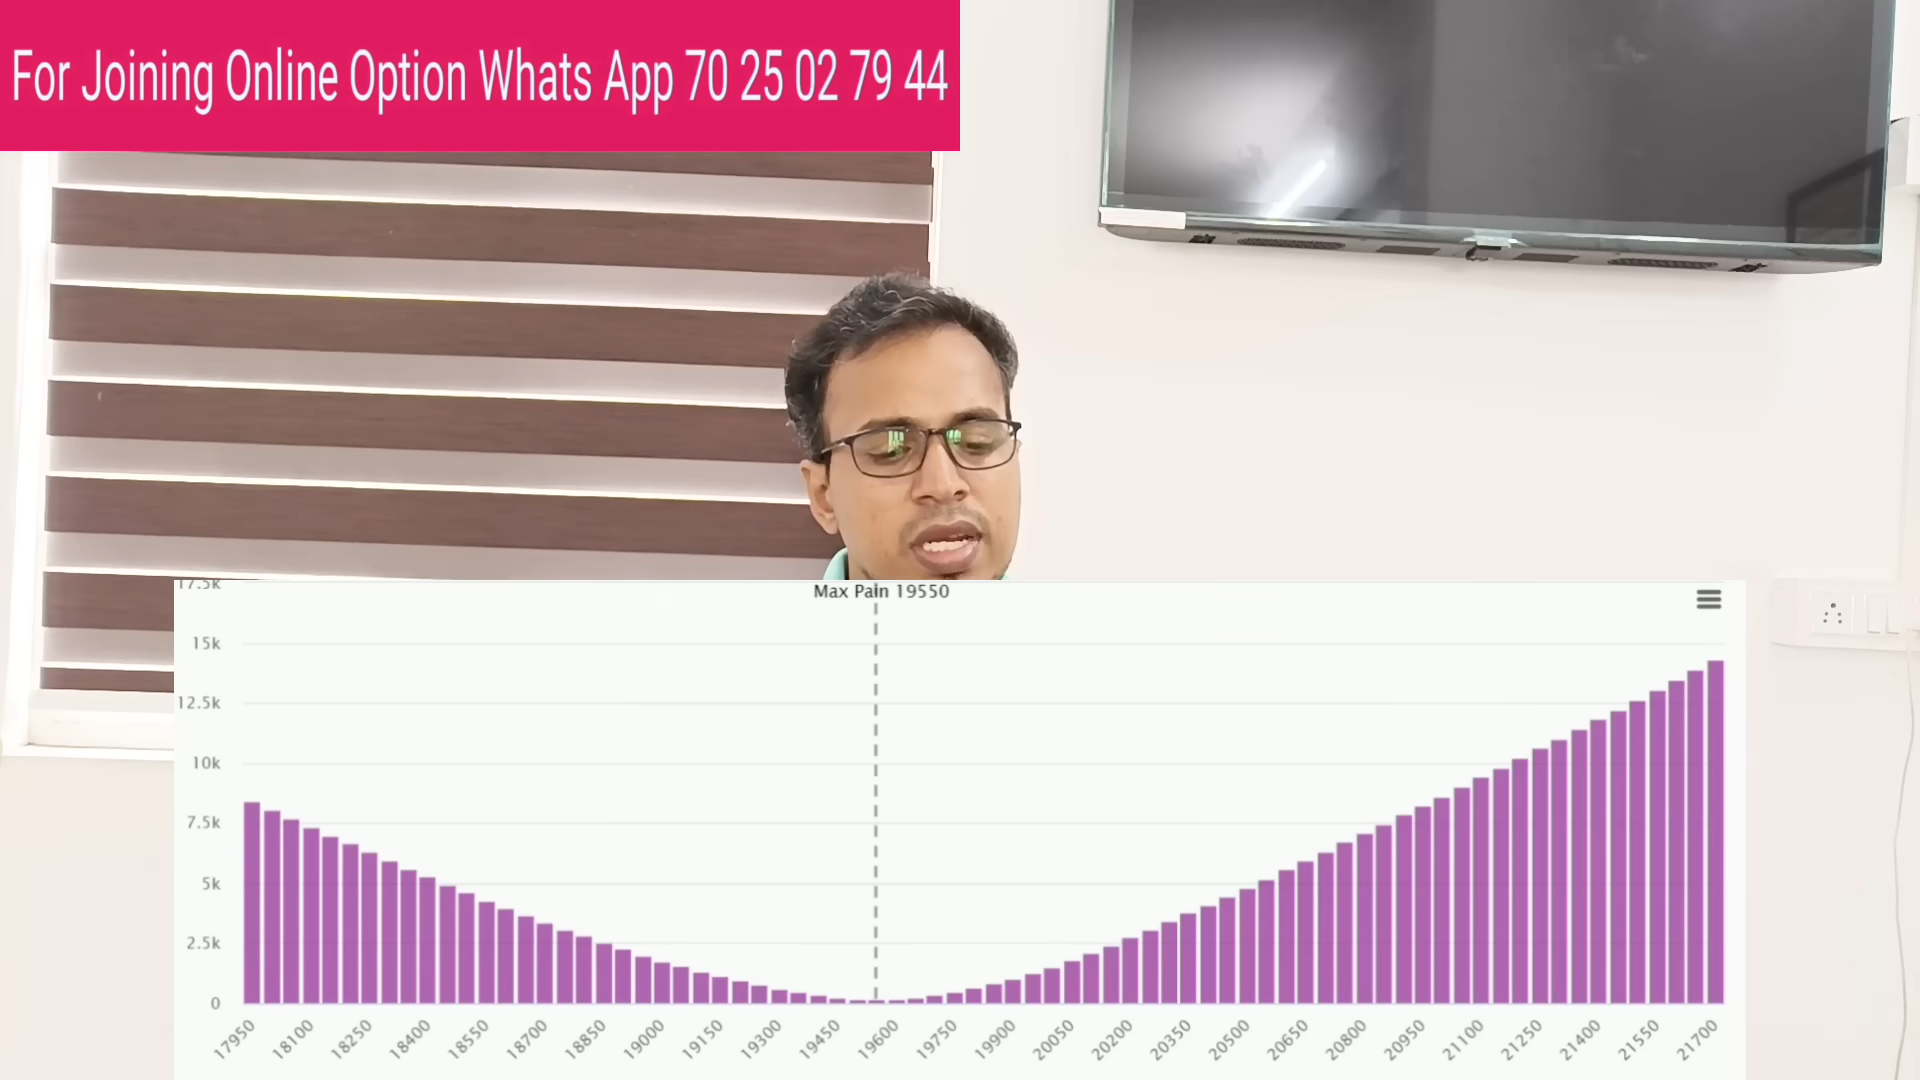 For Joining Online Option Whats App 70 25 02 79 44
Max Pain 19550
17.5k
15k
12.5k
10k
7.5k
5k
2.5k
0
17950 18100 18250 18400 18550 18700 18850 19000 19150 19300 19450 19600 19750 19900 20050 20200 20350 20500 20650 20800 20950 21100 21250 21400 21550 21700